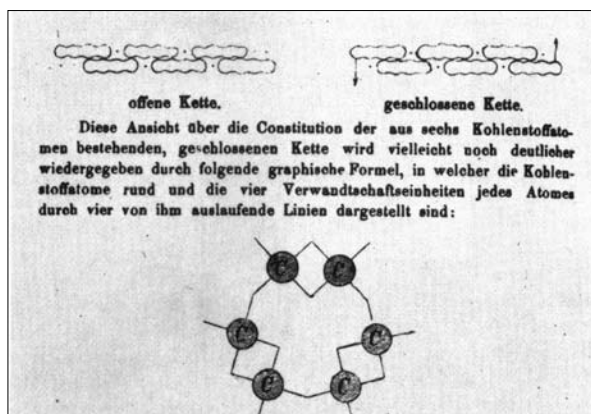 offene Kette. geschlossene Kette.
Diese Ansicht über die Constitution der aus sechs Kohlenstoffato-
men bestehenden, geschlossenen Kette wird vielleicht noch deutlicher
wiedergegeben durch folgende graphische Formel, in welcher die Kohlen-
stoffatome rund und die vier Verwandtschaftseinheiten jedes Atomes
durch vier von ihm auslaufende Linien dargestellt sind:
C C
C C
C C